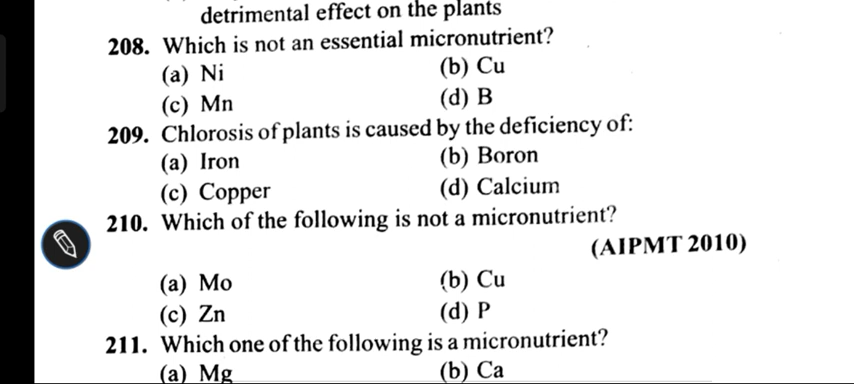 detrimental effect on the plants
208. Which is not an essential micronutrient?
(a) Ni (b) Cu
(c) Mn (d) B
209. Chlorosis of plants is caused by the deficiency of:
(a) Iron (b) Boron
(c) Copper (d) Calcium
210. Which of the following is not a micronutrient?
(AIPMT 2010)
(a) Mo (b) Cu
(c) Zn (d) P
211. Which one of the following is a micronutrient?
(a) Mg (b) Ca